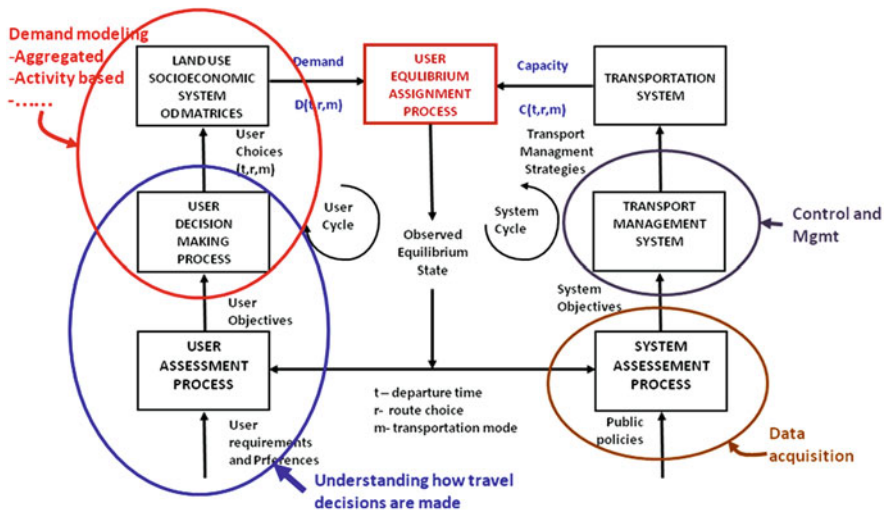 Demand modeling
-Aggregated
-Activity based
-......
LAND USE
SOCIOECONOMIC
SYSTEM
OD MATRICES
Demand
D(t,r,m)
USER
EQULIBRIUM
ASSIGNMENT
PROCESS
Capacity
C(t,r,m)
TRANSPORTATION
SYSTEM
User
Choices
(t,r,m)
Transport
Managment
Strategies
USER
DECISION
MAKING
PROCESS
User
Cycle
Observed
Equilibrium
State
System
Cycle
TRANSPORT
MANAGEMENT
SYSTEM
Control and
Mgmt
User
Objectives
System
Objectives
USER
ASSESSMENT
PROCESS
SYSTEM
ASSESSEMENT
PROCESS
t – departure time
r- route choice
m- transportation mode
User
requirements
and Prferences
Public
policies
Data
acquisition
Understanding how travel
decisions are made